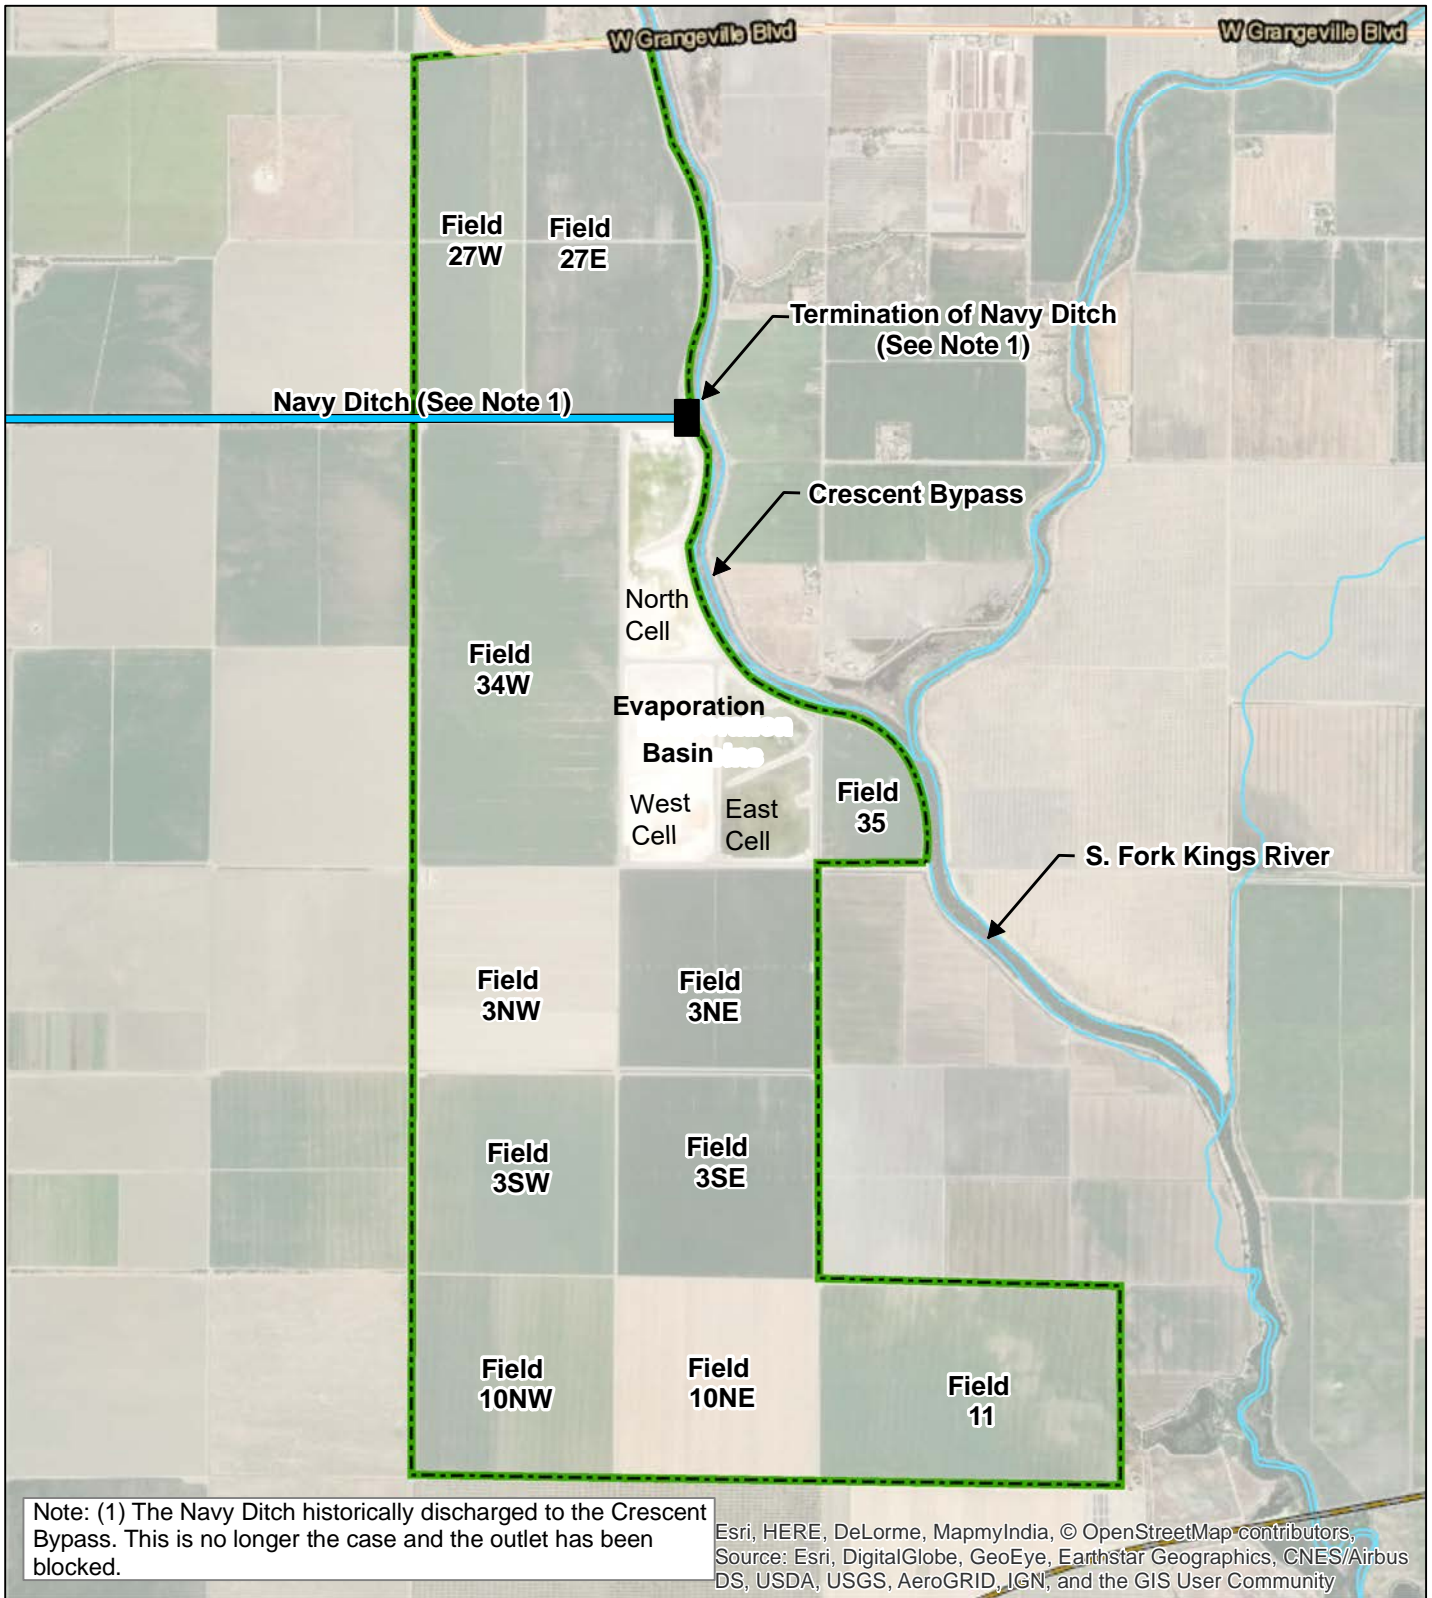 W Grangeville Blvd
W Grangeville Blvd
Field
27W
Field
27E
Termination of Navy Ditch
(See Note 1)
Navy Ditch (See Note 1)
Crescent Bypass
North
Cell
Field
34W
Evaporation
Basin
West
Cell
East
Cell
Field
35
S. Fork Kings River
Field
3NW
Field
3NE
Field
3SW
Field
3SE
Field
10NW
Field
10NE
Field
11
Note: (1) The Navy Ditch historically discharged to the Crescent
Bypass. This is no longer the case and the outlet has been
blocked.
Esri, HERE, DeLorme, MapmyIndia, © OpenStreetMap contributors,
Source: Esri, DigitalGlobe, GeoEye, Earthstar Geographics, CNES/Airbus
DS, USDA, USGS, AeroGRID, IGN, and the GIS User Community